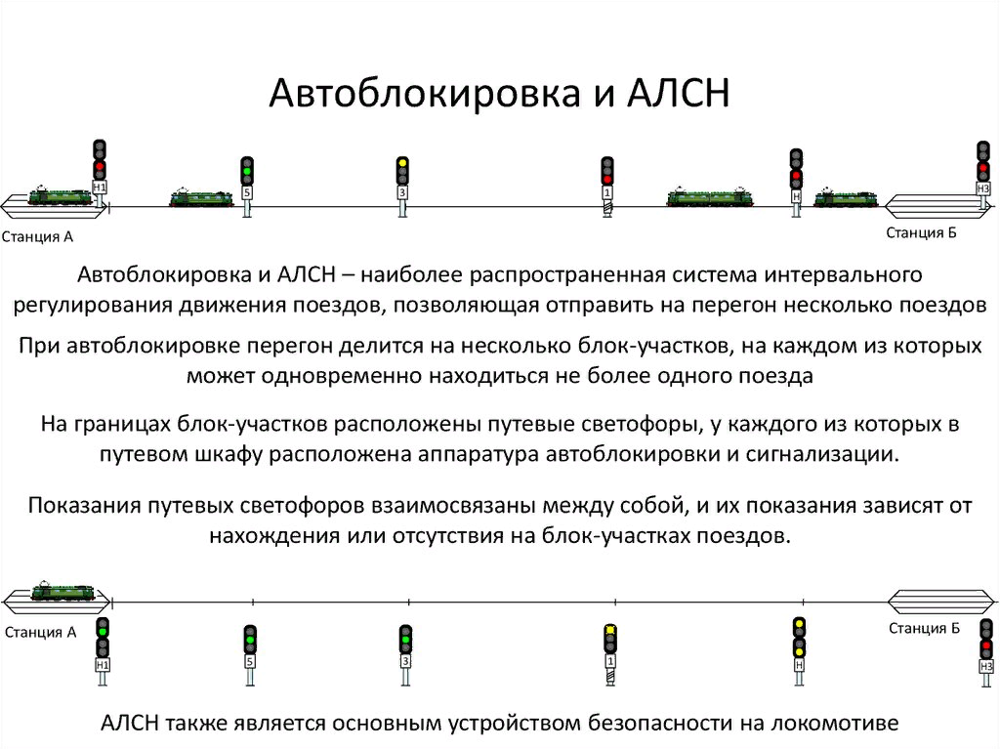 Автоблокировка и АЛСН
Н1
5
3
1
Н
Н3
Станция А
Станция Б
Автоблокировка и АЛСН – наиболее распространенная система интервального
регулирования движения поездов, позволяющая отправить на перегон несколько поездов
При автоблокировке перегон делится на несколько блок-участков, на каждом из которых
может одновременно находиться не более одного поезда
На границах блок-участков расположены путевые светофоры, у каждого из которых в
путевом шкафу расположена аппаратура автоблокировки и сигнализации.
Показания путевых светофоров взаимосвязаны между собой, и их показания зависят от
нахождения или отсутствия на блок-участках поездов.
Станция А
Станция Б
Н1
5
3
1
Н
Н3
АЛСН также является основным устройством безопасности на локомотиве